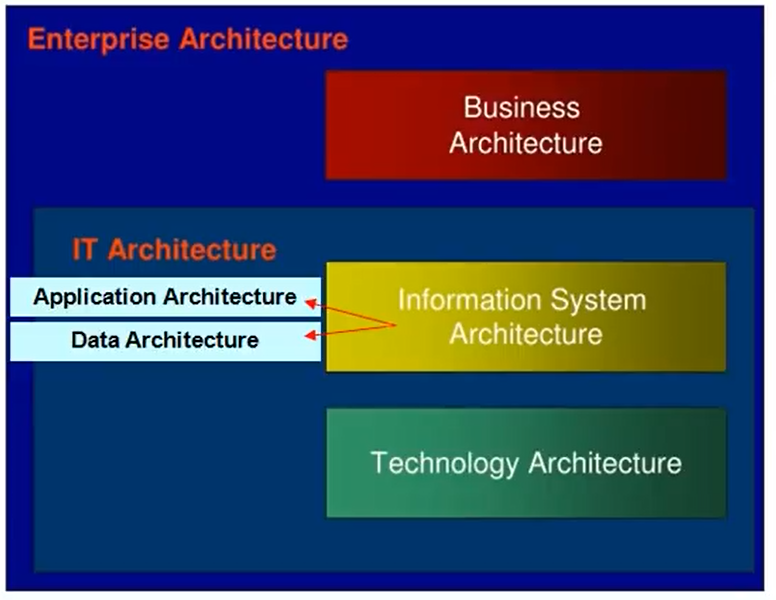 Enterprise Architecture
Business
Architecture
IT Architecture
Application Architecture
Data Architecture
Information System
Architecture
Technology Architecture